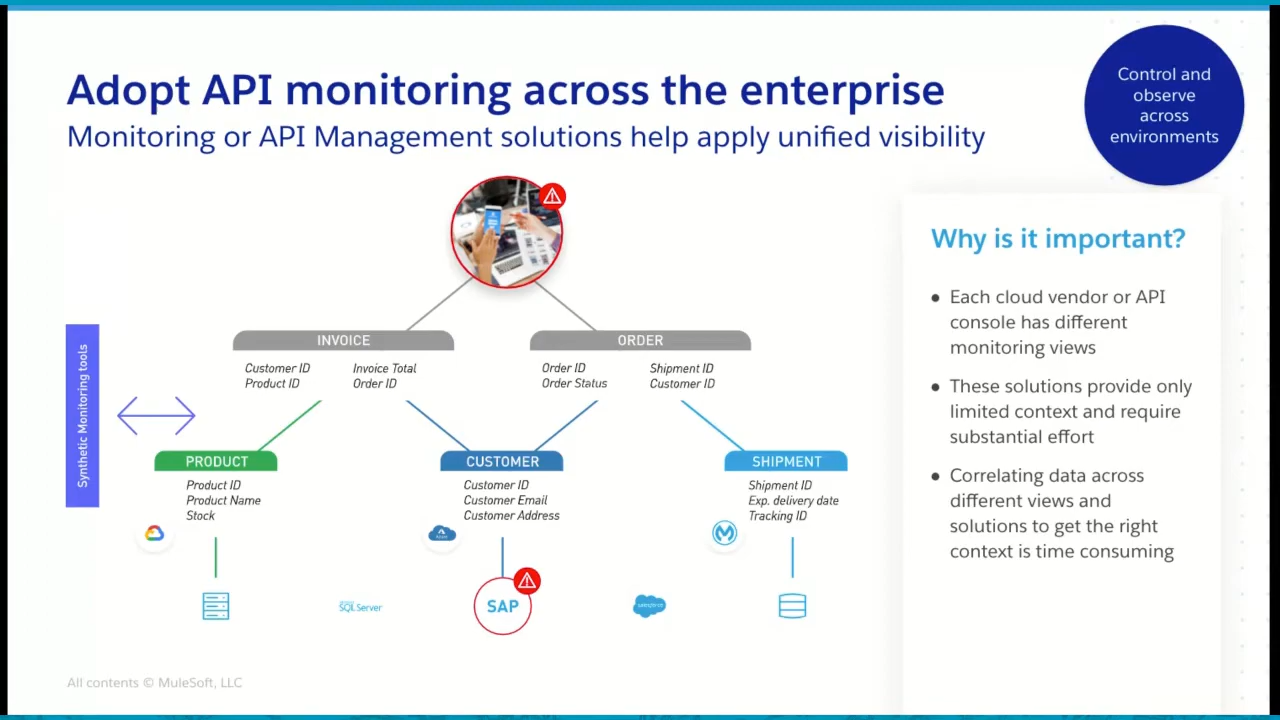 Adopt API monitoring across the enterprise
Monitoring or API Management solutions help apply unified visibility
Control and
observe
across
environments
Why is it important?
• Each cloud vendor or API
console has different
monitoring views
• These solutions provide only
limited context and require
substantial effort
• Correlating data across
different views and
solutions to get the right
context is time consuming
Synthetic Monitoring tools
INVOICE
Customer ID
Product ID
Invoice Total
Order ID
ORDER
Order ID
Order Status
Shipment ID
Customer ID
PRODUCT
Product ID
Product Name
Stock
CUSTOMER
Customer ID
Customer Email
Customer Address
SHIPMENT
Shipment ID
Exp. delivery date
Tracking ID
SQL Server
SAP
salesforce
All contents © MuleSoft, LLC